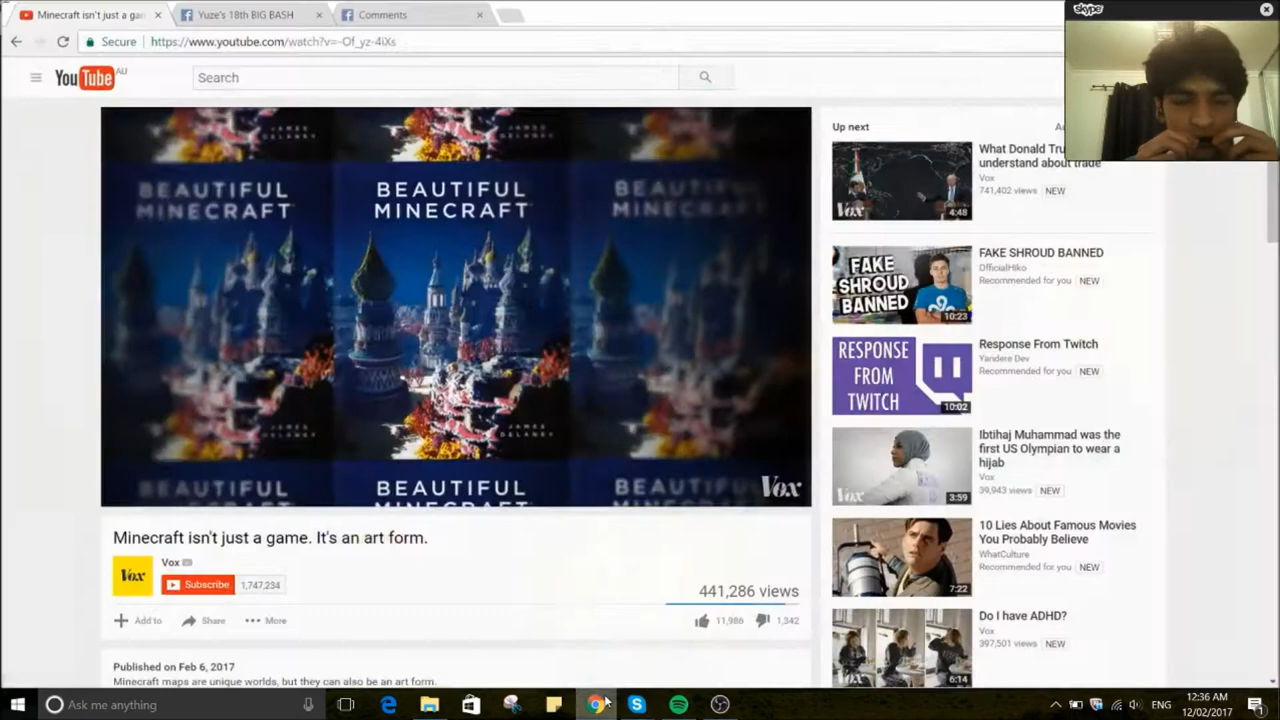 Minecraft isn't just a gam
Yuze's 18th BIG BASH
Comments
Secure
https://www.youtube.com/watch?v=-Of_yz-4iXs
skype
YouTube AU
Search
JAMES DELANEY
BEAUTIFUL MINECRAFT
BEAUTIFUL MINECRAFT
BEAUTIFUL MINECRAFT
JAMES DELANEY
BEAUTIFUL
BEAUTIFUL MINECRAFT
BEAUTIFUL
Vox
Minecraft isn't just a game. It's an art form.
Vox
Vox
Subscribe
1,747,234
441,286 views
Add to
Share
More
11,986
1,342
Published on Feb 6, 2017
Minecraft maps are unique worlds, but they can also be an art form.
Up next
Vox
4:48
What Donald Tru
understand about trade
Vox
741,402 views NEW
FAKE
SHROUD
BANNED
10:23
FAKE SHROUD BANNED
OfficialHiko
Recommended for you NEW
RESPONSE
FROM
TWITCH
10:02
Response From Twitch
Yandere Dev
Recommended for you NEW
Vox
3:59
Ibtihaj Muhammad was the
first US Olympian to wear a
hijab
Vox
39,943 views NEW
7:22
10 Lies About Famous Movies
You Probably Believe
WhatCulture
Recommended for you NEW
6:14
Do I have ADHD?
Vox
397,501 views NEW
Ask me anything
ENG
12:36 AM
12/02/2017